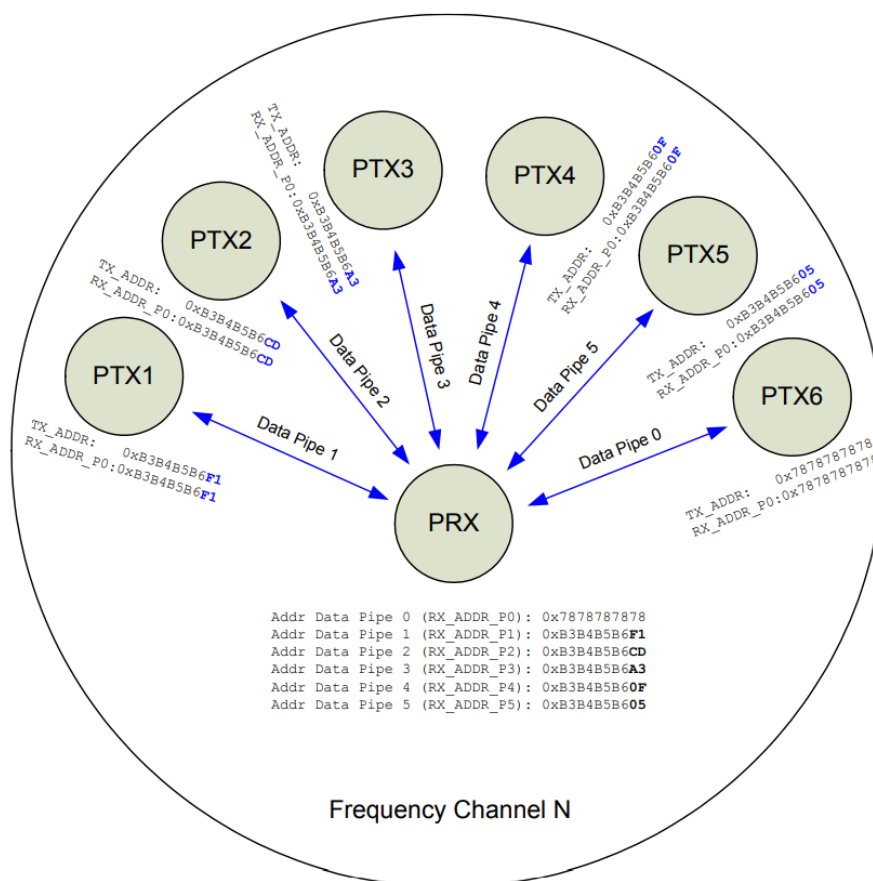 PTX3
PTX4
PTX2
PTX5
PTX1
PTX6
TX_ADDR: 0xB3B4B5B6F1
RX_ADDR_P0:0xB3B4B5B6F1
TX_ADDR: 0xB3B4B5B6CD
RX_ADDR_P0:0xB3B4B5B6CD
TX_ADDR: 0xB3B4B5B6A3
RX_ADDR_P0:0xB3B4B5B6A3
TX_ADDR: 0xB3B4B5B60F
RX_ADDR_P0:0xB3B4B5B60F
TX_ADDR: 0xB3B4B5B605
RX_ADDR_P0:0xB3B4B5B605
TX_ADDR: 0x7878787878
RX_ADDR_P0:0x7878787878
Data Pipe 1
Data Pipe 2
Data Pipe 3
Data Pipe 4
Data Pipe 5
Data Pipe 0
PRX
Addr Data Pipe 0 (RX_ADDR_P0): 0x7878787878
Addr Data Pipe 1 (RX_ADDR_P1): 0xB3B4B5B6F1
Addr Data Pipe 2 (RX_ADDR_P2): 0xB3B4B5B6CD
Addr Data Pipe 3 (RX_ADDR_P3): 0xB3B4B5B6A3
Addr Data Pipe 4 (RX_ADDR_P4): 0xB3B4B5B60F
Addr Data Pipe 5 (RX_ADDR_P5): 0xB3B4B5B605
Frequency Channel N